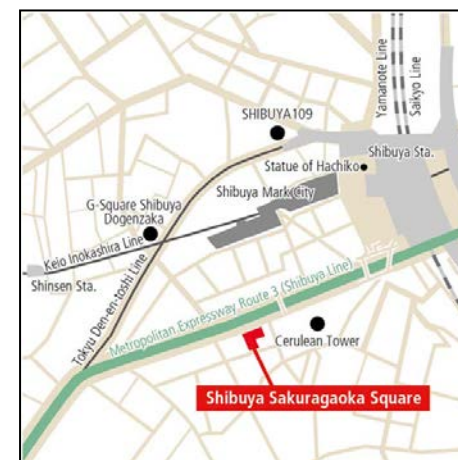 Yamanote Line
Saikyo Line
SHIBUYA109
Statue of Hachiko
Shibuya Sta.
Shibuya Mark City
G-Square Shibuya
Dogenzaka
Keio Inokashira Line
Shinsen Sta.
Tokyu Den-en-toshi Line
Metropolitan Expressway Route 3 (Shibuya Line)
Cerulean Tower
Shibuya Sakuragaoka Square